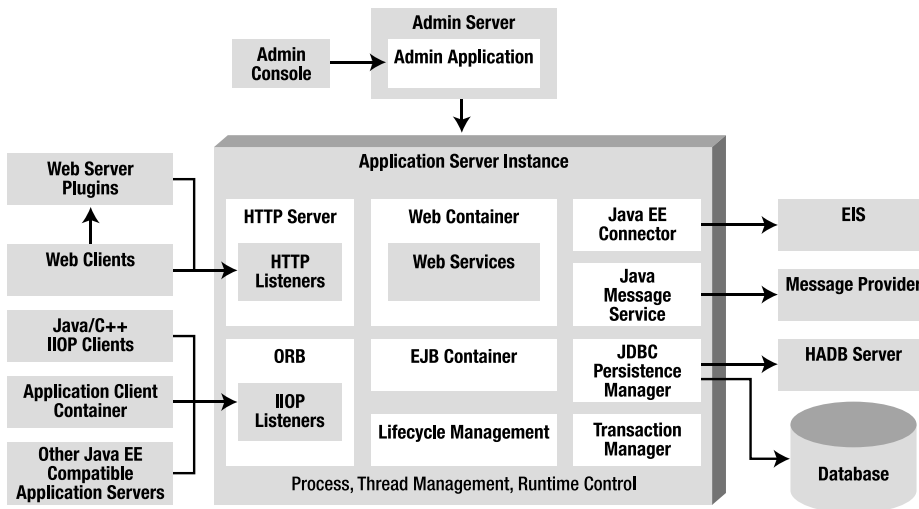 Admin Server
Admin
Console
Admin Application
Application Server Instance
Web Server
Plugins
Web Clients
Java/C++
IIOP Clients
Application Client
Container
Other Java EE
Compatible
Application Servers
HTTP Server
HTTP
Listeners
ORB
IIOP
Listeners
Web Container
Web Services
EJB Container
Lifecycle Management
Java EE
Connector
Java
Message
Service
JDBC
Persistence
Manager
Transaction
Manager
Process, Thread Management, Runtime Control
EIS
Message Provider
HADB Server
Database